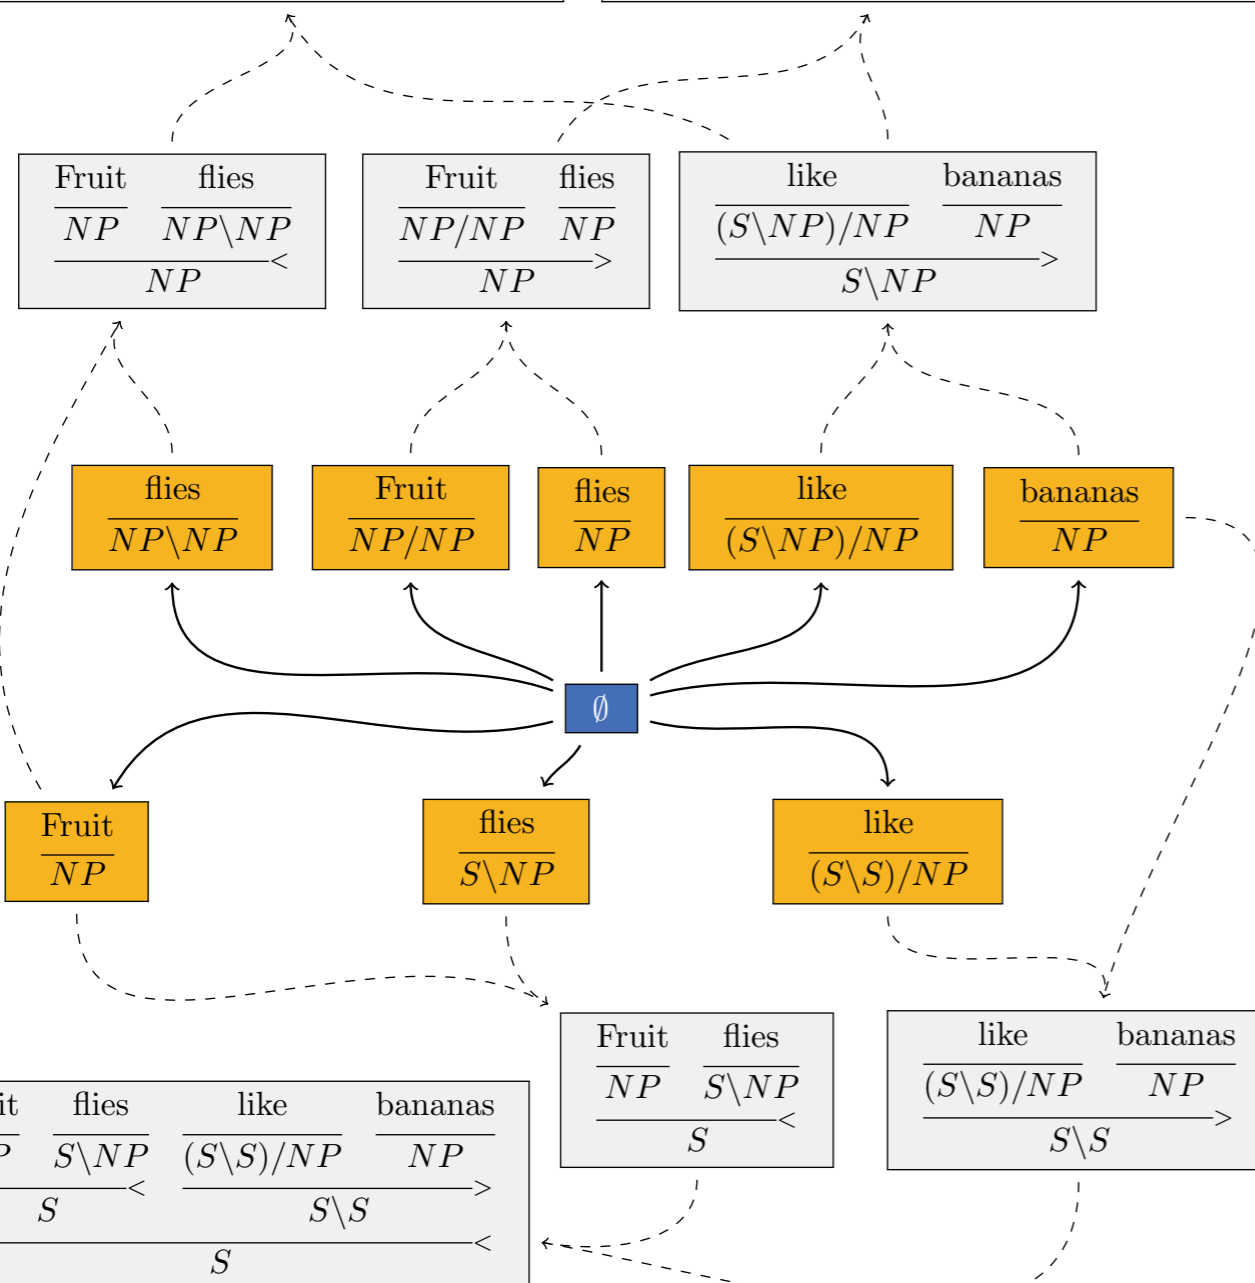 Fruit flies
NP NP\NP
NP <
Fruit flies
NP/NP NP
NP >
like bananas
(S\NP)/NP NP
S\NP >
flies
NP\NP
Fruit
NP/NP
flies
NP
like
(S\NP)/NP
bananas
NP
∅
Fruit
NP
flies
S\NP
like
(S\S)/NP
Fruit flies
NP S\NP
S <
like bananas
(S\S)/NP NP
S\S >
it flies like bananas
P S\NP (S\S)/NP NP
S < S\S >
S <